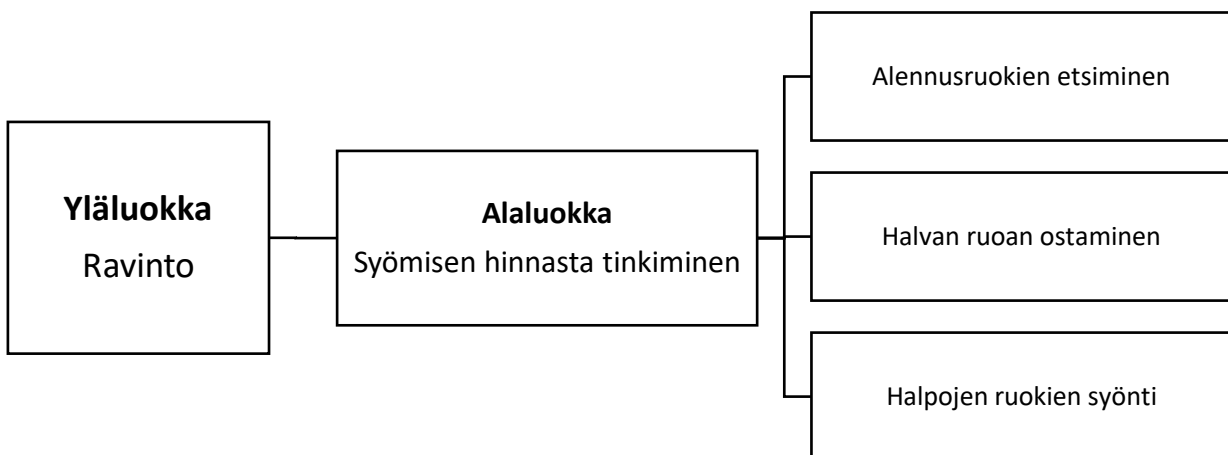 Yläluokka
Ravinto
Alaluokka
Syömisen hinnasta tinkiminen
Alennusruokien etsiminen
Halvan ruoan ostaminen
Halpojen ruokien syönti